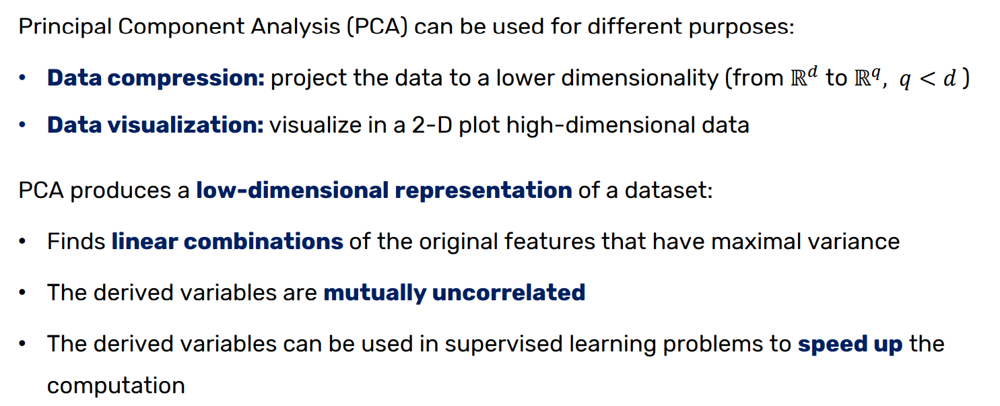 Principal Component Analysis (PCA) can be used for different purposes:
• Data compression: project the data to a lower dimensionality (from ℝᵈ to ℝ^q, q < d )
• Data visualization: visualize in a 2-D plot high-dimensional data
PCA produces a low-dimensional representation of a dataset:
• Finds linear combinations of the original features that have maximal variance
• The derived variables are mutually uncorrelated
• The derived variables can be used in supervised learning problems to speed up the
computation